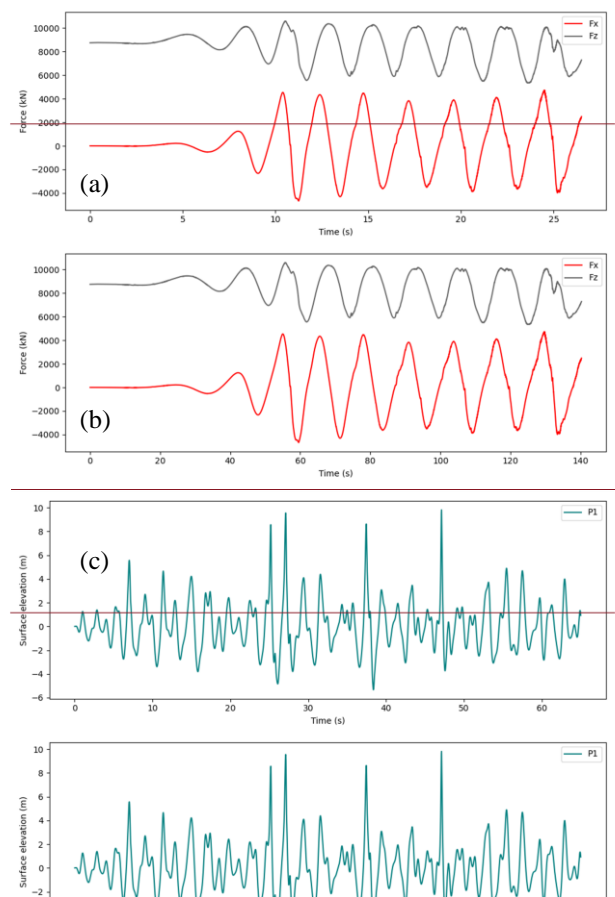 10000
8000
6000
4000
2000
0
−2000
−4000
Force (kN)
Fx
Fz
(a)
0 5 10 15 20 25
Time (s)
10000
8000
6000
4000
2000
0
−2000
−4000
Force (kN)
Fx
Fz
(b)
0 20 40 60 80 100 120 140
Time (s)
10
8
6
4
2
0
−2
−4
−6
Surface elevation (m)
P1
(c)
0 10 20 30 40 50 60
Time (s)
10
8
6
4
2
0
−2
Surface elevation (m)
P1